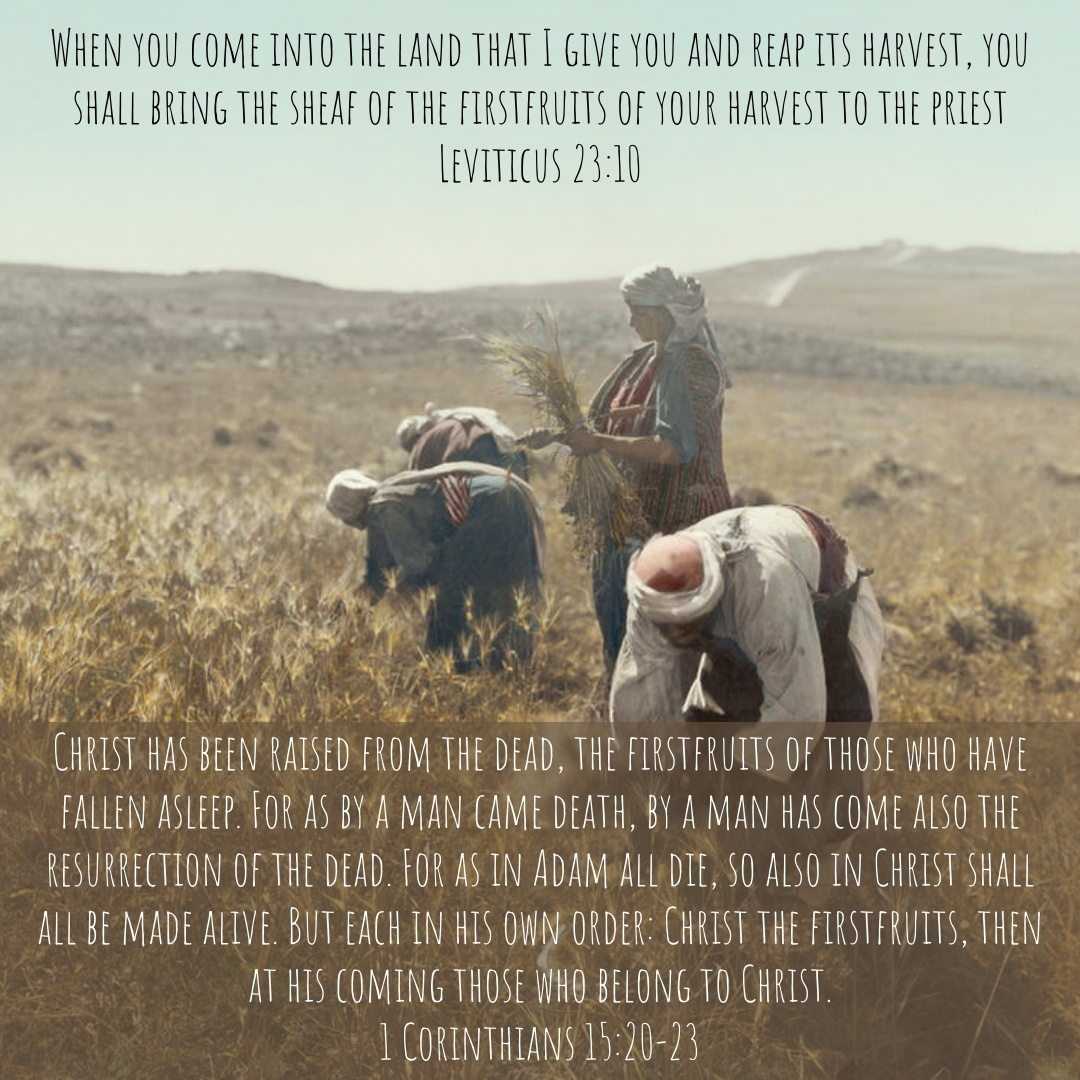 When you come into the land that I give you and reap its harvest, you
shall bring the sheaf of the firstfruits of your harvest to the priest
Leviticus 23:10
Christ has been raised from the dead, the firstfruits of those who have
fallen asleep. For as by a man came death, by a man has come also the
resurrection of the dead. For as in Adam all die, so also in Christ shall
all be made alive. But each in his own order: Christ the firstfruits, then
at his coming those who belong to Christ.
1 Corinthians 15:20-23